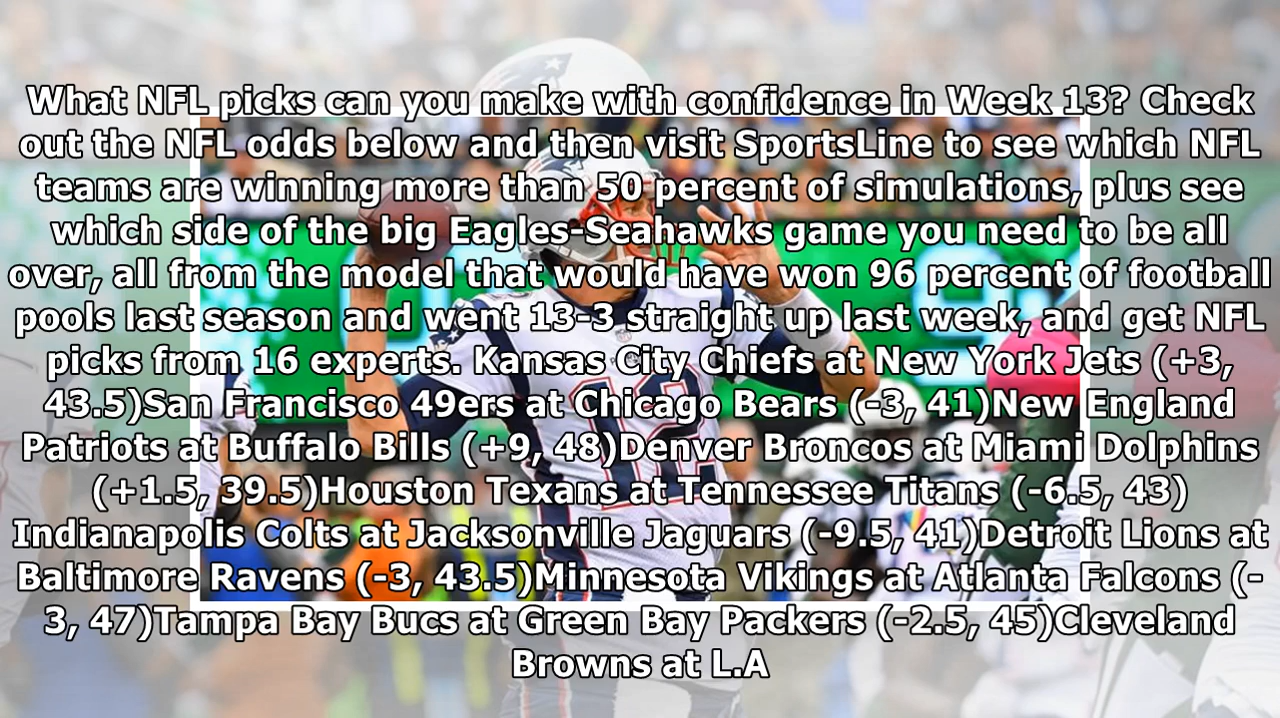 What NFL picks can you make with confidence in Week 13? Check
out the NFL odds below and then visit SportsLine to see which NFL
teams are winning more than 50 percent of simulations, plus see
which side of the big Eagles-Seahawks game you need to be all
over, all from the model that would have won 96 percent of football
pools last season and went 13-3 straight up last week, and get NFL
picks from 16 experts. Kansas City Chiefs at New York Jets (+3,
43.5)San Francisco 49ers at Chicago Bears (-3, 41)New England
Patriots at Buffalo Bills (+9, 48)Denver Broncos at Miami Dolphins
(+1.5, 39.5)Houston Texans at Tennessee Titans (-6.5, 43)
Indianapolis Colts at Jacksonville Jaguars (-9.5, 41)Detroit Lions at
Baltimore Ravens (-3, 43.5)Minnesota Vikings at Atlanta Falcons (-
3, 47)Tampa Bay Bucs at Green Bay Packers (-2.5, 45)Cleveland
Browns at L.A
12